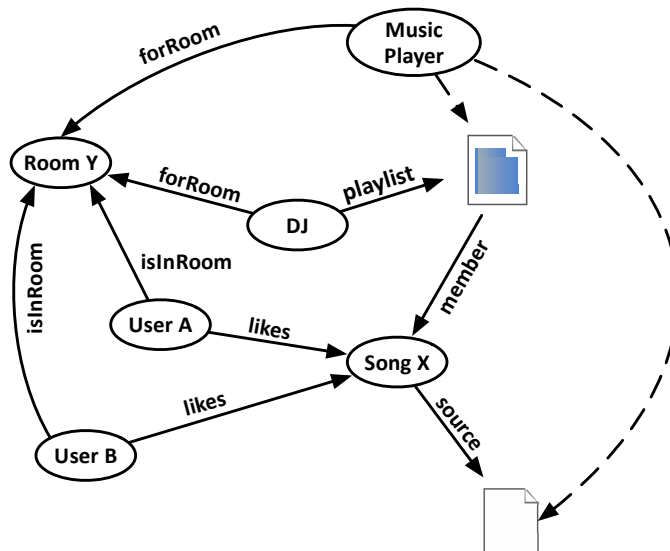 Music
Player
forRoom
Room Y
forRoom
playlist
DJ
isInRoom
isInRoom
member
User A
likes
Song X
likes
source
User B